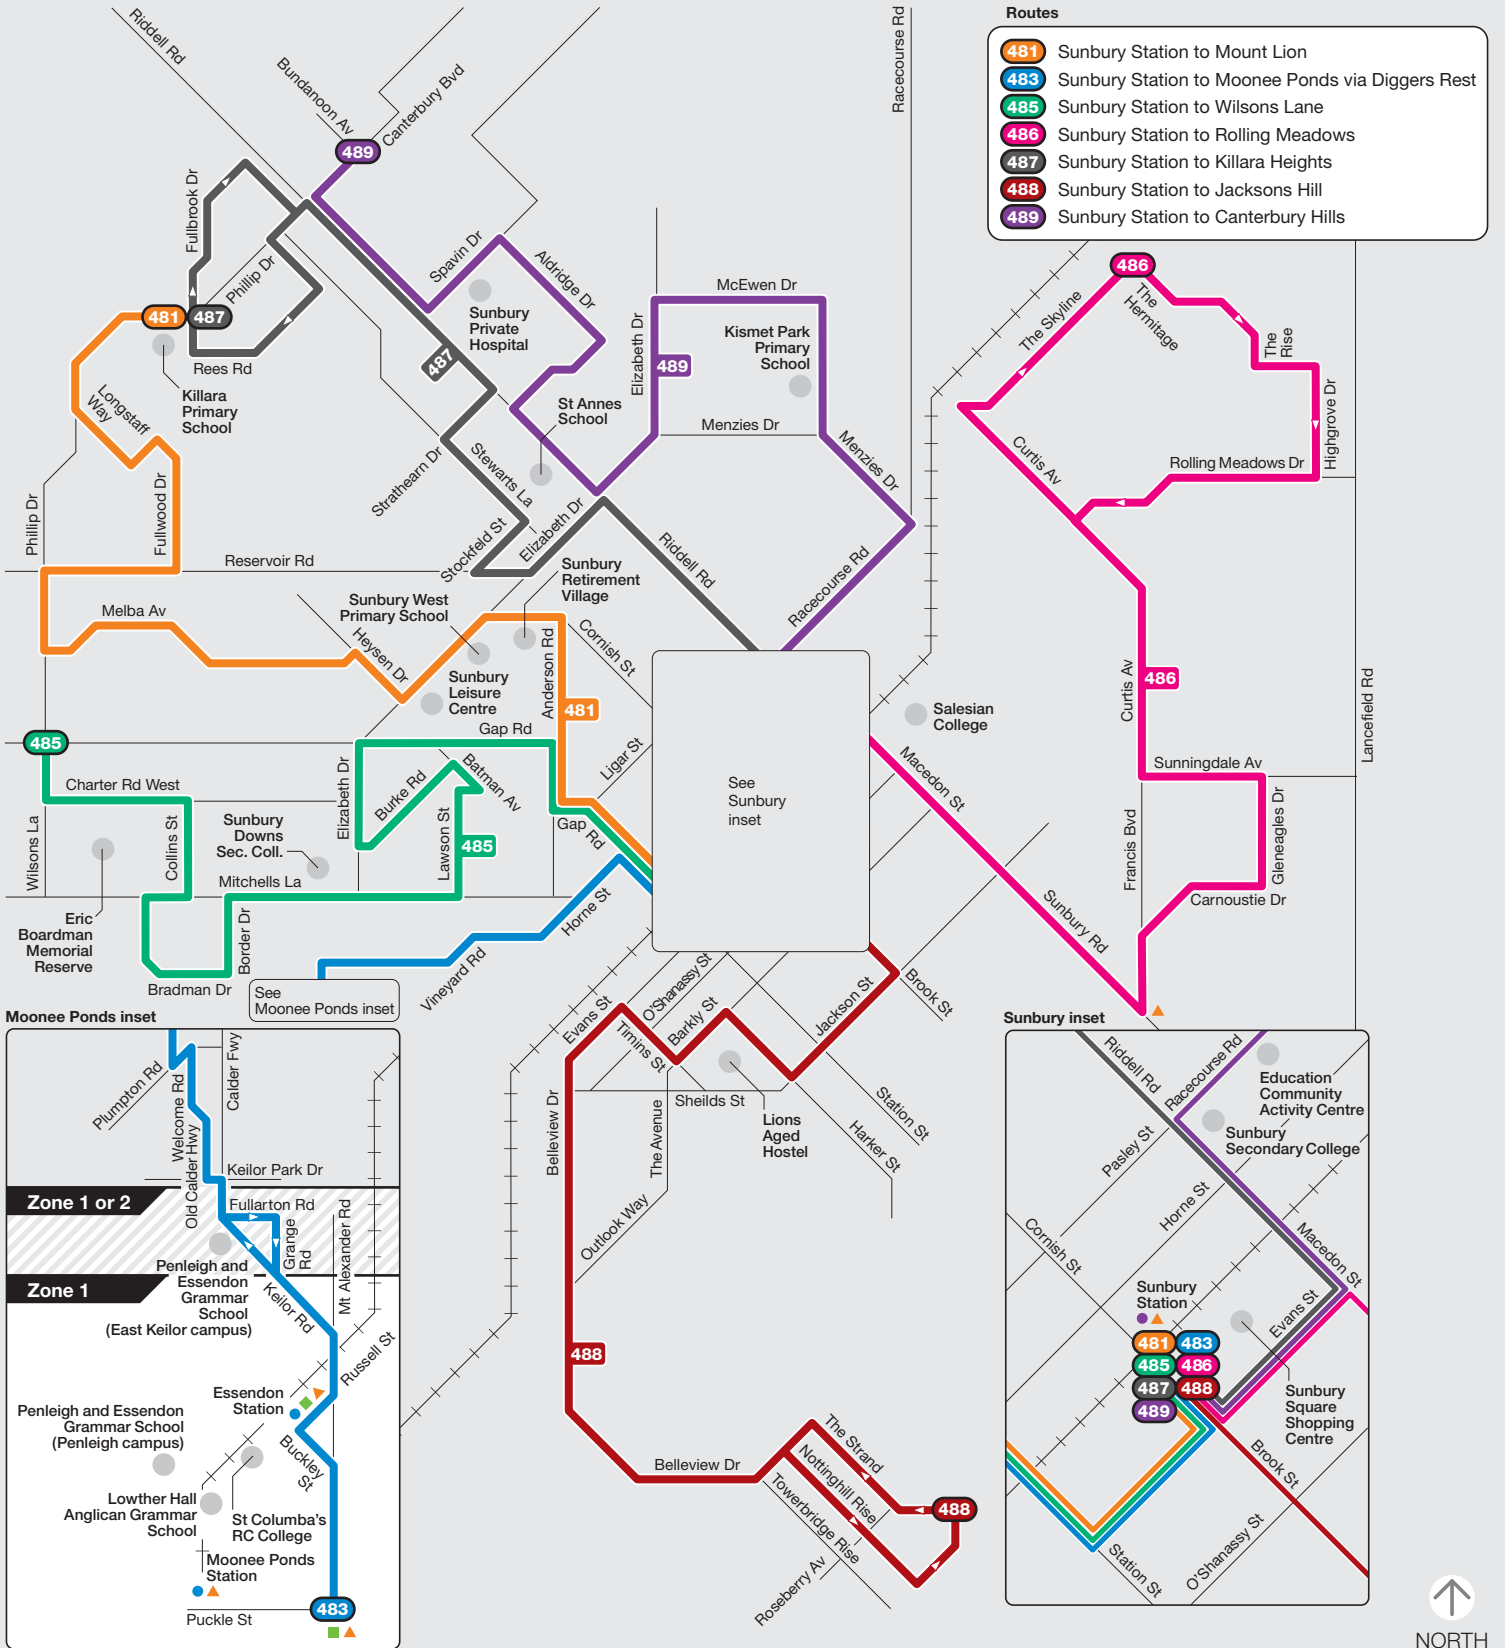 Routes
481 Sunbury Station to Mount Lion
483 Sunbury Station to Moonee Ponds via Diggers Rest
485 Sunbury Station to Wilsons Lane
486 Sunbury Station to Rolling Meadows
487 Sunbury Station to Killara Heights
488 Sunbury Station to Jacksons Hill
489 Sunbury Station to Canterbury Hills
Riddell Rd
Bundanoon Av
Canterbury Bvd
Racecourse Rd
489
Fullbrook Dr
Phillip Dr
481
487
Rees Rd
Killara
Primary
School
Longstaff
Way
Phillip Dr
Fullwood Dr
Reservoir Rd
Melba Av
Spavin Dr
Aldridge Dr
Sunbury
Private
Hospital
487
St Annes
School
Strathearn Dr
Stewarts La
Stockfeld St
Elizabeth Dr
McEwen Dr
Elizabeth Dr
489
Kismet Park
Primary
School
Menzies Dr
Menzies Dr
Riddell Rd
Racecourse Rd
486
The Skyline
The
Hermitage
The
Rise
Highgrove Dr
Rolling Meadows Dr
Curtis Av
Curtis Av
486
Lancefield Rd
Sunningdale Av
Francis Bvd
Gleneagles Dr
Carnoustie Dr
Sunbury
Retirement
Village
Sunbury West
Primary School
Heysen Dr
Sunbury
Leisure
Centre
Anderson Rd
Cornish St
481
Gap Rd
Ligar St
485
Charter Rd West
Wilsons La
Collins St
Eric
Boardman
Memorial
Reserve
Sunbury
Downs
Sec. Coll.
Mitchells La
Elizabeth Dr
Burke Rd
Batman Av
Lawson St
485
Gap
Rd
Border Dr
Bradman Dr
Horne St
Vineyard Rd
See
Moonee Ponds inset
See
Sunbury
inset
Salesian
College
Macedon St
Sunbury Rd
Brook St
Jackson St
Evans St
O'Shanassy St
Timins St
Barkly St
Sheilds St
Lions
Aged
Hostel
Station St
Harker St
The Avenue
Outlook Way
Belleview Dr
488
Belleview Dr
The Strand
Nottinghill Rise
Towerbridge Rise
Roseberry Av
488
Moonee Ponds inset
Plumpton Rd
Calder Fwy
Welcome Rd
Old Calder Hwy
Keilor Park Dr
Zone 1 or 2
Fullarton Rd
Grange
Rd
Mt Alexander Rd
Zone 1
Penleigh and
Essendon
Grammar
School
(East Keilor campus)
Keilor Rd
Russell St
Essendon
Station
Penleigh and Essendon
Grammar School
(Penleigh campus)
Buckley
St
Lowther Hall
Anglican Grammar
School
St Columba's
RC College
Moonee Ponds
Station
Puckle St
483
Sunbury inset
Riddell Rd
Racecourse Rd
Education
Community
Activity Centre
Sunbury
Secondary College
Pasley St
Horne St
Cornish St
Macedon St
Sunbury
Station
Evans St
481
483
485
486
487
488
489
Sunbury
Square
Shopping
Centre
Brook St
Station St
O'Shanassy St
NORTH